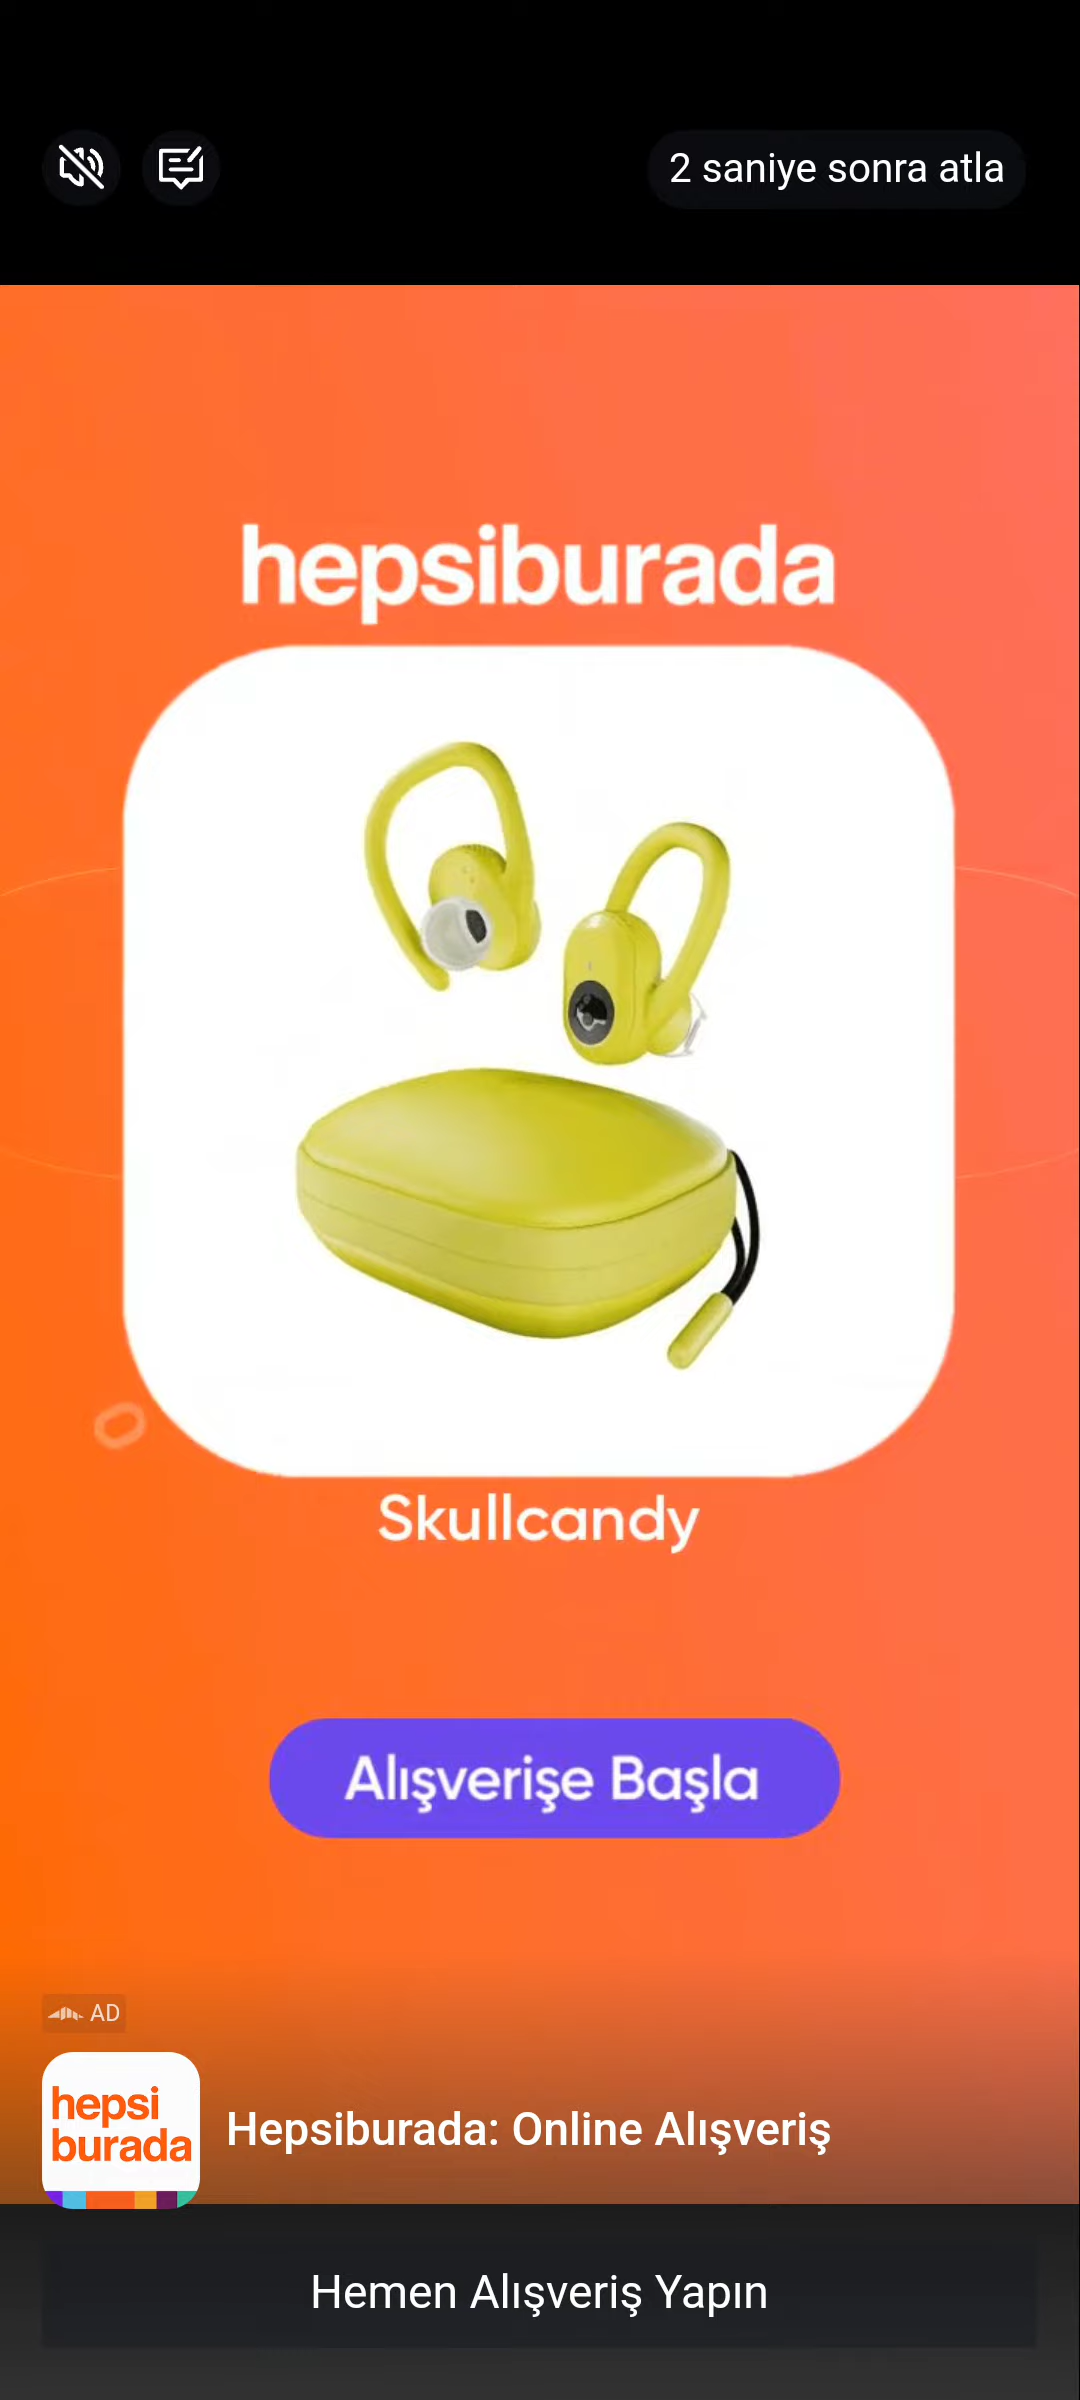 2 saniye sonra atla
hepsiburada
Skullcandy
Alışverişe Başla
AD
hepsi
burada
Hepsiburada: Online Alışveriş
Hemen Alışveriş Yapın